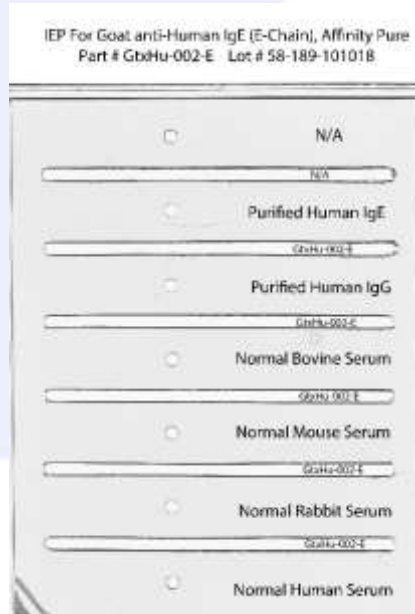 IEP For Goat anti-Human IgE (E-Chain), Affinity Pure
Part # GtxHu-002-E Lot # 58-189-101018
N/A
N/A
Purified Human IgE
GtxHu-002-E
Purified Human IgG
GtxHu-002-E
Normal Bovine Serum
GtxHu-002-E
Normal Mouse Serum
GtxHu-002-E
Normal Rabbit Serum
GtxHu-002-E
Normal Human Serum